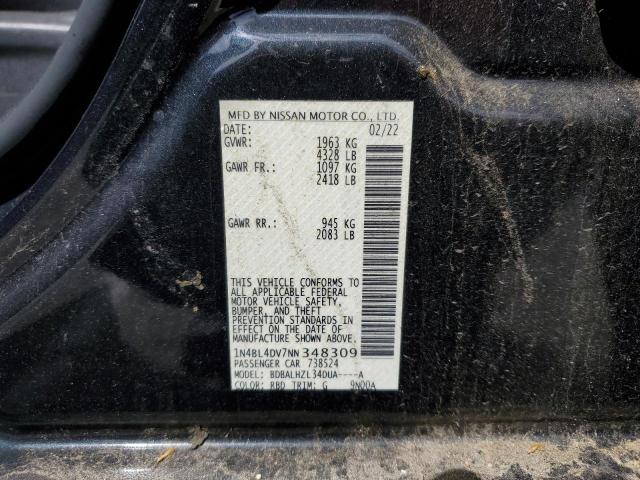 MFD BY NISSAN MOTOR CO., LTD.
DATE: 02/22
GVWR: 1963 KG
4328 LB
GAWR FR.: 1097 KG
2418 LB
GAWR RR.: 945 KG
2083 LB
THIS VEHICLE CONFORMS TO
ALL APPLICABLE FEDERAL
MOTOR VEHICLE SAFETY,
BUMPER, AND THEFT
PREVENTION STANDARDS IN
EFFECT ON THE DATE OF
MANUFACTURE SHOWN ABOVE.
1N4BL4DV7NN348309
PASSENGER CAR 738524
MODEL: BDBALHZL34DUA----A
COLOR: RBD TRIM: G 9N00A